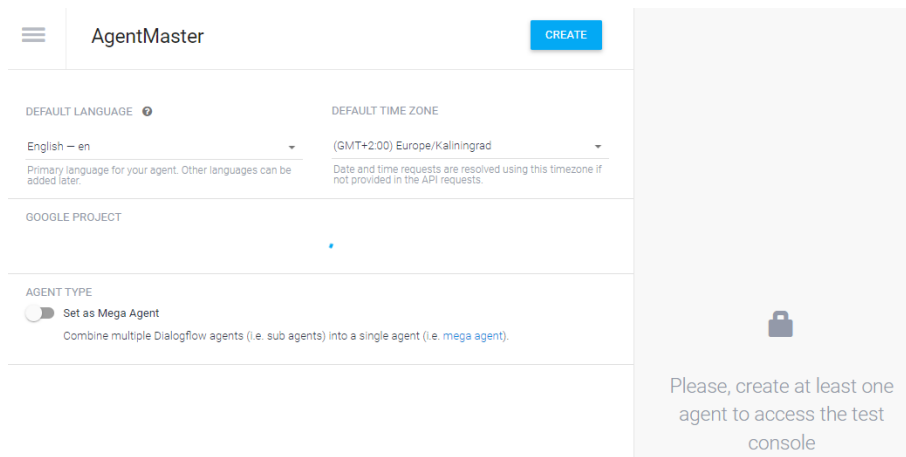 AgentMaster
CREATE
DEFAULT LANGUAGE
DEFAULT TIME ZONE
English — en
(GMT+2:00) Europe/Kaliningrad
Primary language for your agent. Other languages can be
added later.
Date and time requests are resolved using this timezone if
not provided in the API requests.
GOOGLE PROJECT
AGENT TYPE
Set as Mega Agent
Combine multiple Dialogflow agents (i.e. sub agents) into a single agent (i.e. mega agent).
Please, create at least one
agent to access the test
console